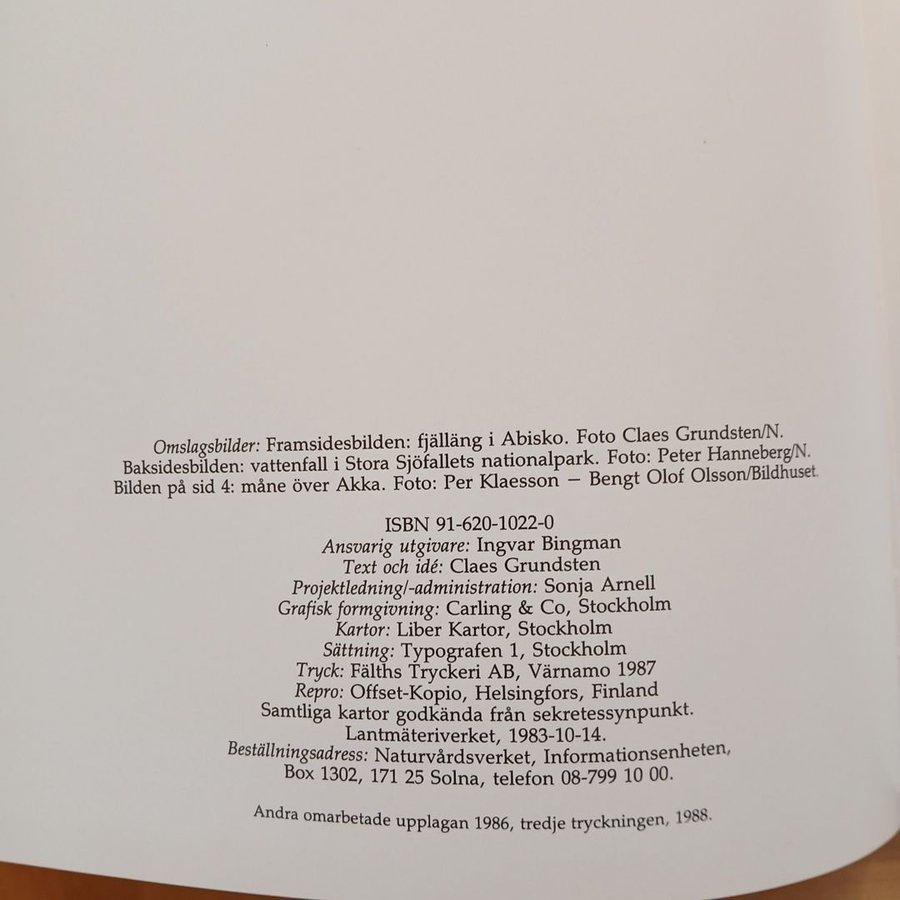 Omslagsbilder: Framsidesbilden: fjälläng i Abisko. Foto Claes Grundsten/N.
Baksidesbilden: vattenfall i Stora Sjöfallets nationalpark. Foto: Peter Hanneberg/N.
Bilden på sid 4: måne över Akka. Foto: Per Klaesson — Bengt Olof Olsson/Bildhuset.
ISBN 91-620-1022-0
Ansvarig utgivare: Ingvar Bingman
Text och idé: Claes Grundsten
Projektledning/-administration: Sonja Arnell
Grafisk formgivning: Carling & Co, Stockholm
Kartor: Liber Kartor, Stockholm
Sättning: Typografen 1, Stockholm
Tryck: Fälths Tryckeri AB, Värnamo 1987
Repro: Offset-Kopio, Helsingfors, Finland
Samtliga kartor godkända från sekretessynpunkt.
Lantmäteriverket, 1983-10-14.
Beställningsadress: Naturvårdsverket, Informationsenheten,
Box 1302, 171 25 Solna, telefon 08-799 10 00.
Andra omarbetade upplagan 1986, tredje tryckningen, 1988.